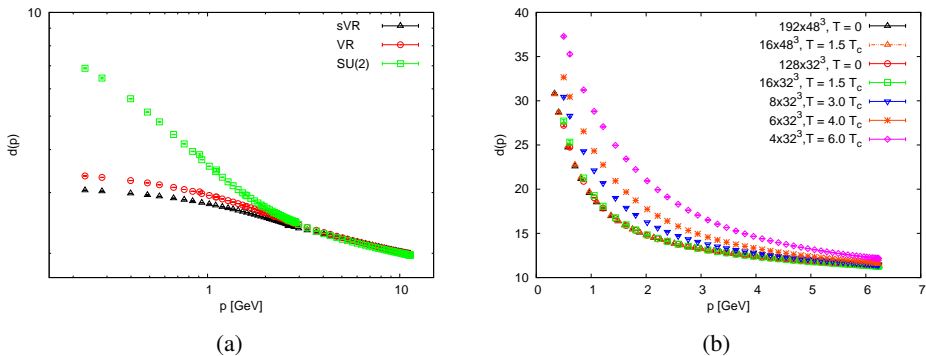 10
sVR
VR
SU(2)
d(p)
1
10
p [GeV]
(a)
40
35
30
25
20
15
10
192x48³, T = 0
16x48³, T = 1.5 T_c
128x32³, T = 0
16x32³, T = 1.5 T_c
8x32³, T = 3.0 T_c
6x32³, T = 4.0 T_c
4x32³, T = 6.0 T_c
d(p)
0
1
2
3
4
5
6
7
p [GeV]
(b)